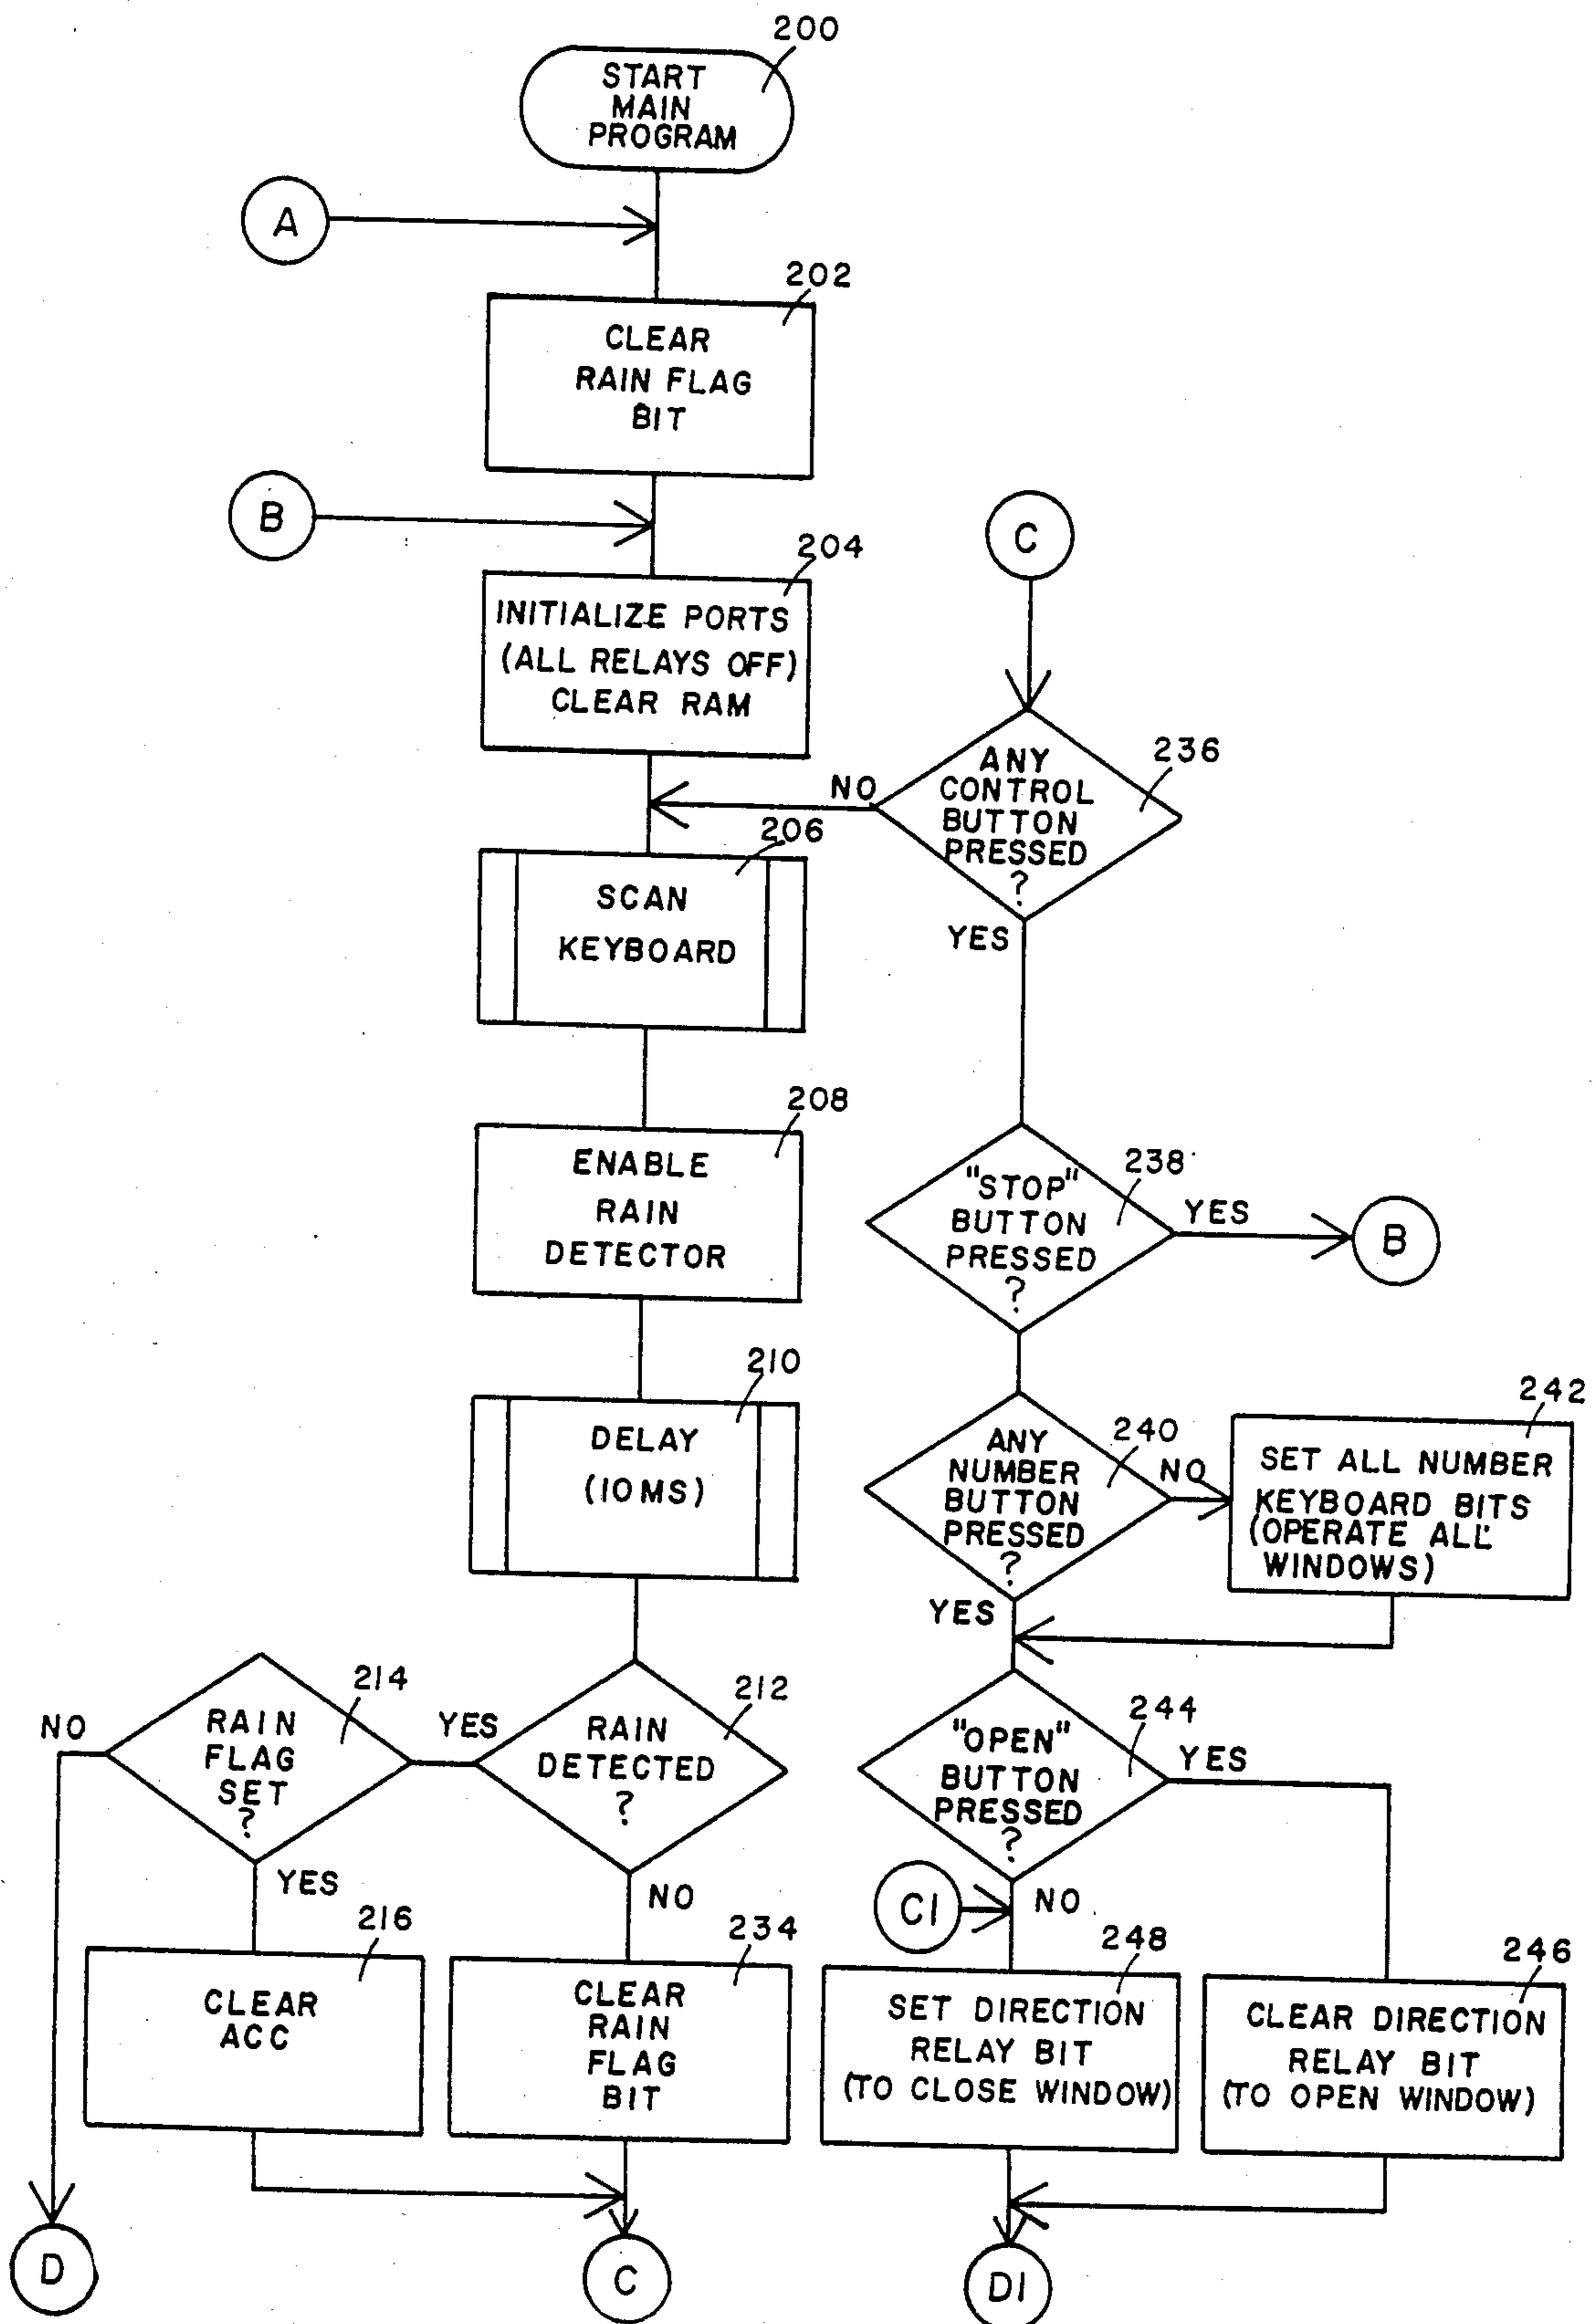 200
START
MAIN
PROGRAM
A
202
CLEAR
RAIN FLAG
BIT
B
204
INITIALIZE PORTS
(ALL RELAYS OFF)
CLEAR RAM
206
SCAN
KEYBOARD
208
ENABLE
RAIN
DETECTOR
210
DELAY
(10MS)
212
RAIN
DETECTED
?
YES
NO
214
RAIN
FLAG
SET
?
NO
YES
216
CLEAR
ACC
234
CLEAR
RAIN
FLAG
BIT
D
C
C
236
ANY
CONTROL
BUTTON
PRESSED
?
NO
YES
238
"STOP"
BUTTON
PRESSED
?
YES
B
240
ANY
NUMBER
BUTTON
PRESSED
?
NO
YES
242
SET ALL NUMBER
KEYBOARD BITS
(OPERATE ALL
WINDOWS)
244
"OPEN"
BUTTON
PRESSED
?
YES
C1
NO
248
SET DIRECTION
RELAY BIT
(TO CLOSE WINDOW)
246
CLEAR DIRECTION
RELAY BIT
(TO OPEN WINDOW)
D1